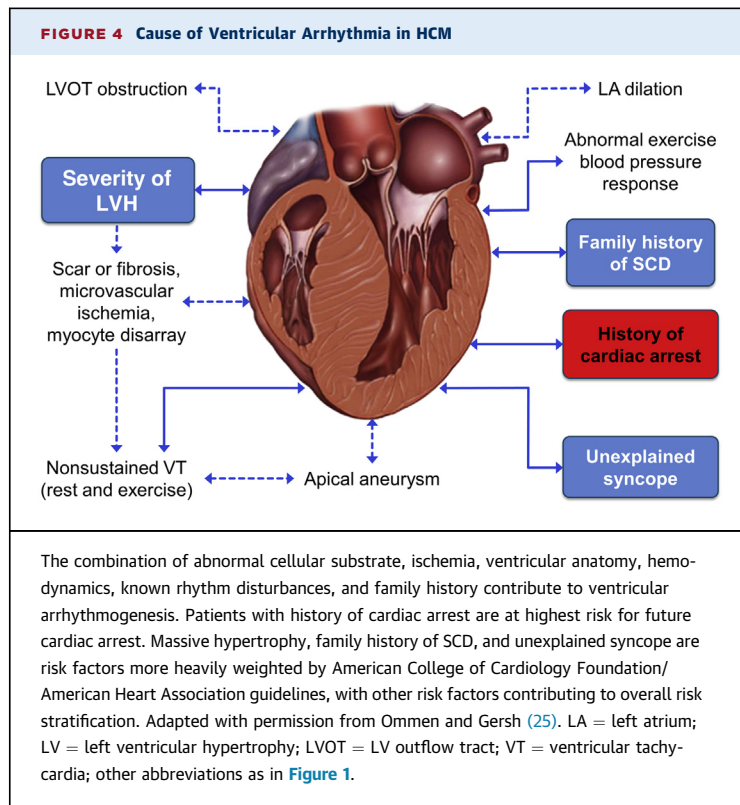 FIGURE 4 Cause of Ventricular Arrhythmia in HCM
LVOT obstruction
LA dilation
Abnormal exercise
blood pressure
response
Severity of
LVH
Family history
of SCD
Scar or fibrosis,
microvascular
ischemia,
myocyte disarray
History of
cardiac arrest
Nonsustained VT
(rest and exercise)
Apical aneurysm
Unexplained
syncope
The combination of abnormal cellular substrate, ischemia, ventricular anatomy, hemo-
dynamics, known rhythm disturbances, and family history contribute to ventricular
arrhythmogenesis. Patients with history of cardiac arrest are at highest risk for future
cardiac arrest. Massive hypertrophy, family history of SCD, and unexplained syncope are
risk factors more heavily weighted by American College of Cardiology Foundation/
American Heart Association guidelines, with other risk factors contributing to overall risk
stratification. Adapted with permission from Ommen and Gersh (25). LA = left atrium;
LV = left ventricular hypertrophy; LVOT = LV outflow tract; VT = ventricular tachy-
cardia; other abbreviations as in Figure 1.